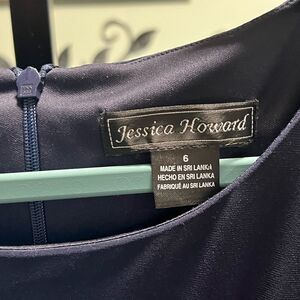 Jessica Howard
6
MADE IN SRI LANKA
HECHO EN SRI LANKA
FABRIQUÉ AU SRI LANKA